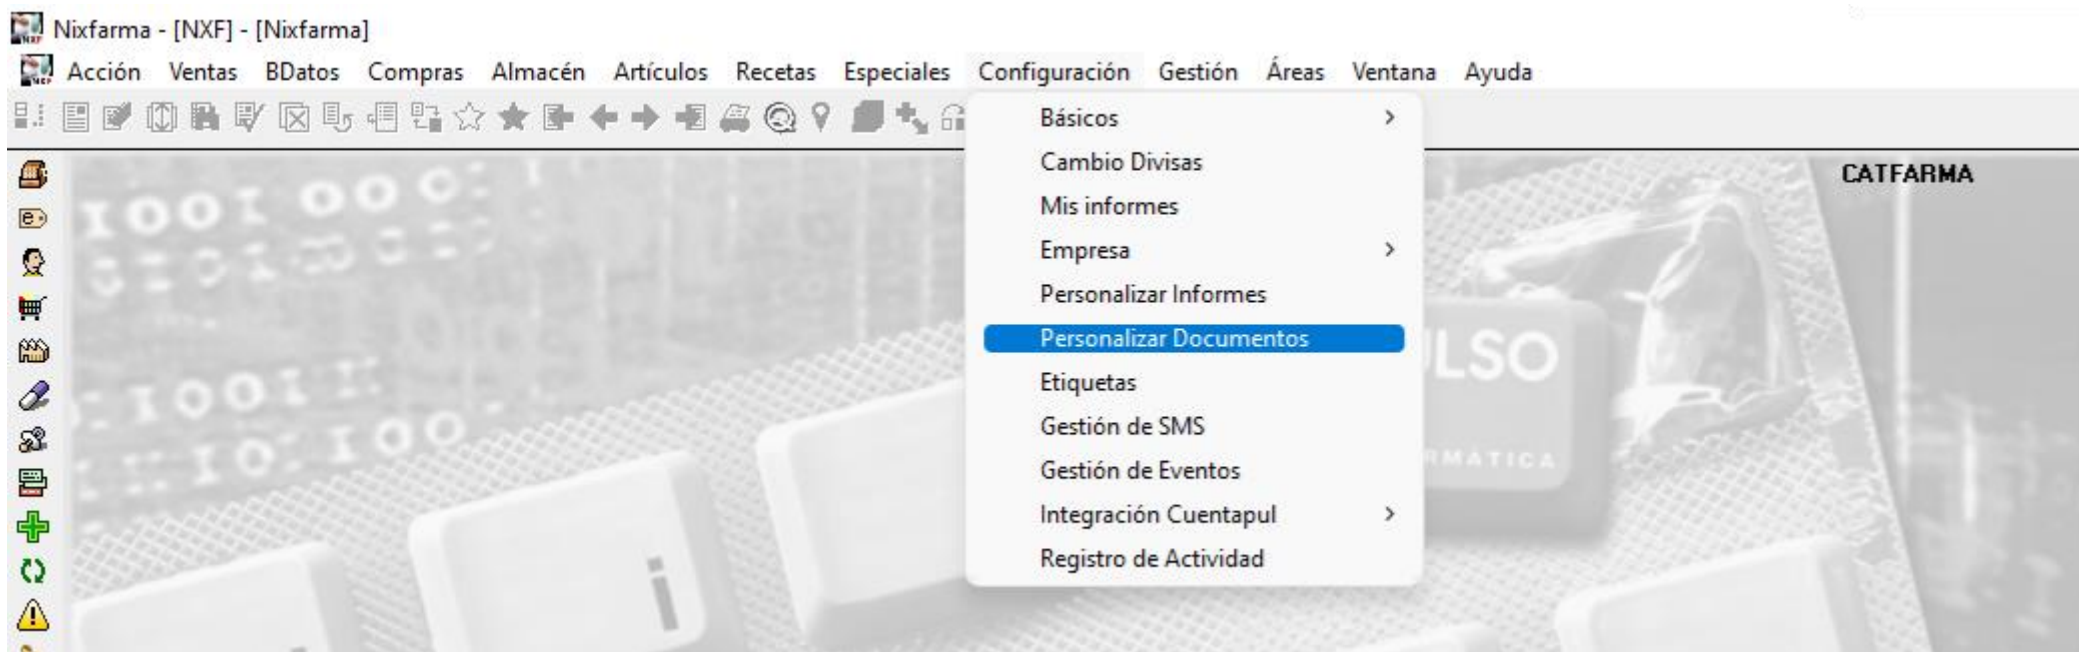 Nixfarma - [NXF] - [Nixfarma]
Acción Ventas BDatos Compras Almacén Artículos Recetas Especiales Configuración Gestión Áreas Ventana Ayuda
Básicos
Cambio Divisas
Mis informes
Empresa
Personalizar Informes
Personalizar Documentos
Etiquetas
Gestión de SMS
Gestión de Eventos
Integración Cuentapul
Registro de Actividad
CATFARMA
LSO
RMATICA
i